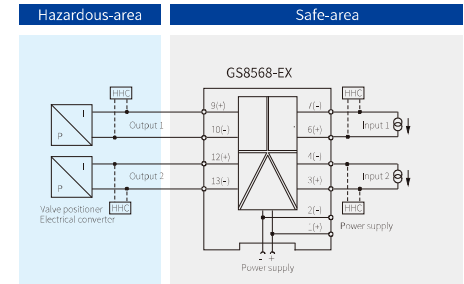 Hazardous-area
Safe-area
GS8568-EX
HHC
HHC
9(+)
7(-)
I
Output 1
10(-)
6(+)
Input 1
P
12(+)
4(-)
I
Output 2
13(-)
3(+)
Input 2
P
Valve positioner
Electrical converter
HHC
HHC
2(-)
1(+)
Power supply
- +
Power supply